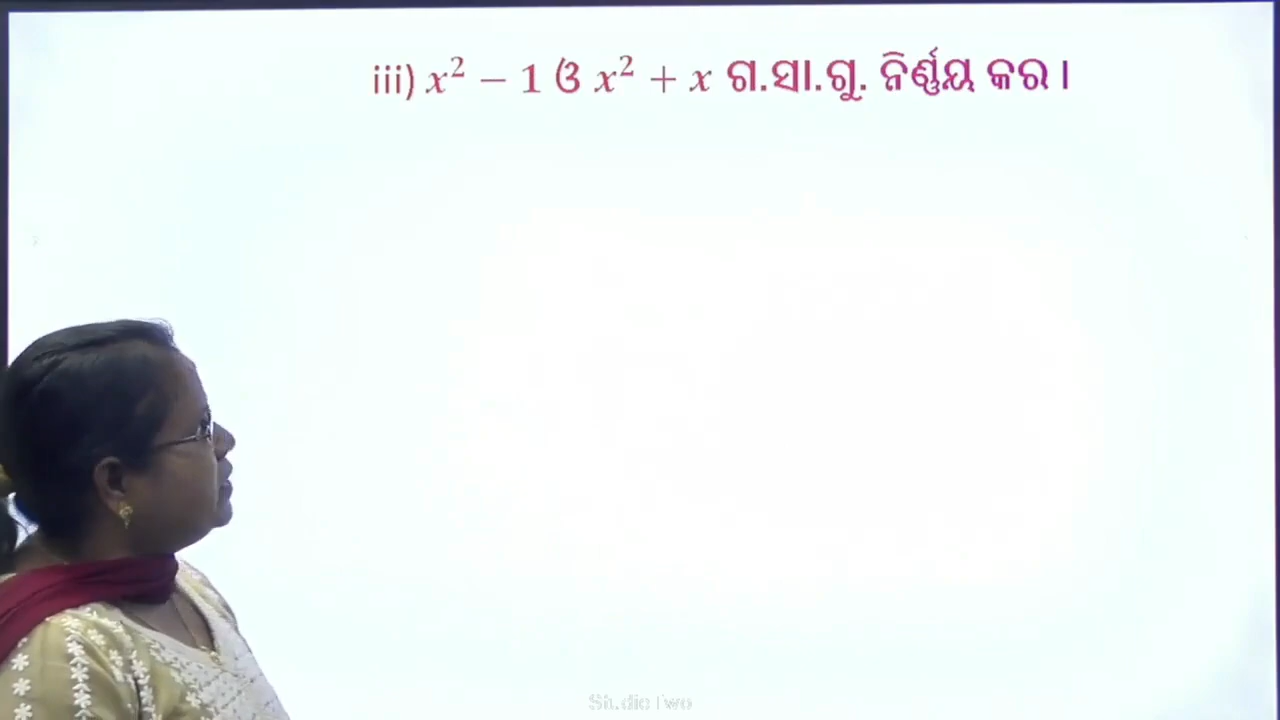 iii) x² − 1 ଓ x² + x ଗ.ସା.ଗୁ. ନିର୍ଣ୍ଣୟ କର ।